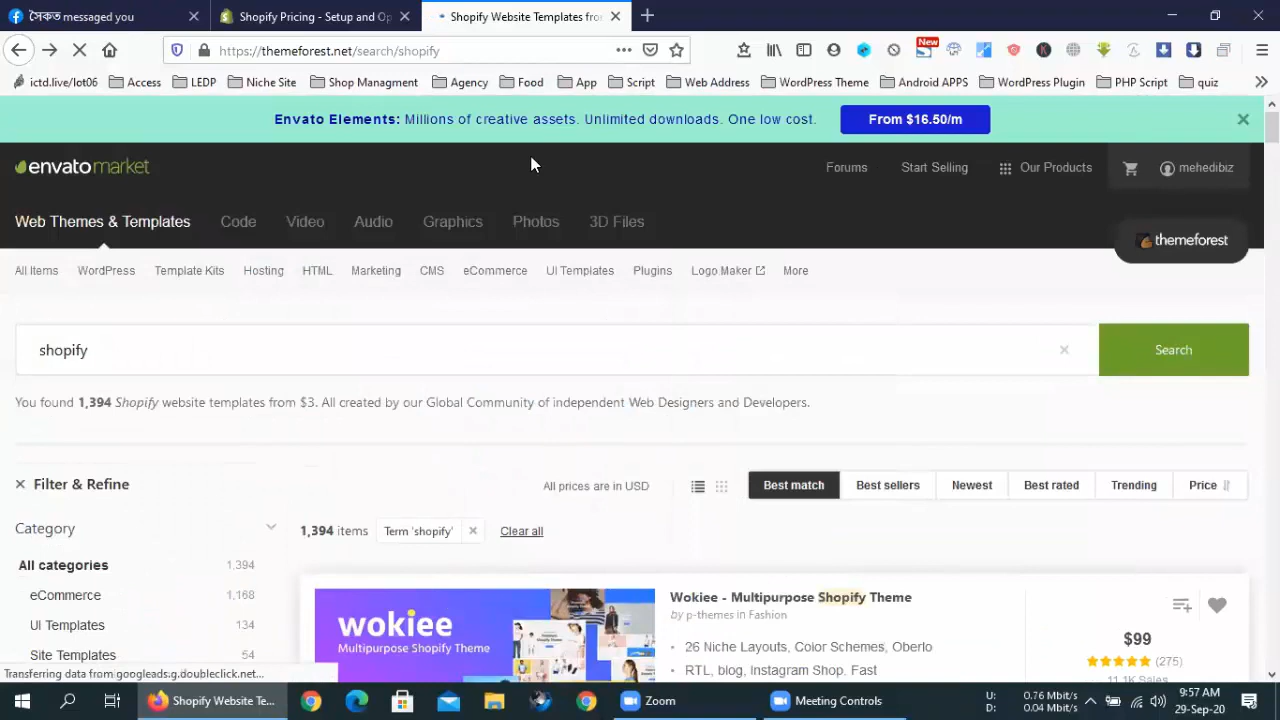 সৈকত messaged you
Shopify Pricing - Setup and Op
Shopify Website Templates fro
https://themeforest.net/search/shopify
New
ictd.live/lot06
Access
LEDP
Niche Site
Shop Managment
Agency
Food
App
Script
Web Address
WordPress Theme
Android APPS
WordPress Plugin
PHP Script
quiz
Envato Elements: Millions of creative assets. Unlimited downloads. One low cost.
From $16.50/m
envato market
Forums
Start Selling
Our Products
mehedibiz
Web Themes & Templates
Code
Video
Audio
Graphics
Photos
3D Files
themeforest
All Items
WordPress
Template Kits
Hosting
HTML
Marketing
CMS
eCommerce
UI Templates
Plugins
Logo Maker
More
shopify
Search
You found 1,394 Shopify website templates from $3. All created by our Global Community of independent Web Designers and Developers.
Filter & Refine
All prices are in USD
Best match
Best sellers
Newest
Best rated
Trending
Price
Category
1,394 items
Term 'shopify'
Clear all
All categories 1,394
eCommerce 1,168
UI Templates 134
Site Templates 54
wokiee
Multipurpose Shopify Theme
Wokiee - Multipurpose Shopify Theme
by p-themes in Fashion
26 Niche Layouts, Color Schemes, Oberlo
RTL, blog, Instagram Shop, Fast
$99
(275)
11.1K Sales
Transferring data from googleads.g.doubleclick.net...
Shopify Website Te...
Zoom
Meeting Controls
U: 0.76 Mbit/s
D: 0.04 Mbit/s
9:57 AM
29-Sep-20